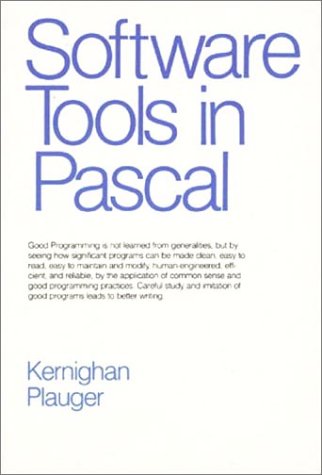 Software
Tools in
Pascal
Good Programming is not learned from generalities, but by
seeing how significant programs can be made clean, easy to
read, easy to maintain and modify, human-engineered, effi-
cient, and reliable, by the application of common sense and
good programming practices. Careful study and imitation of
good programs leads to better writing.
Kernighan
Plauger